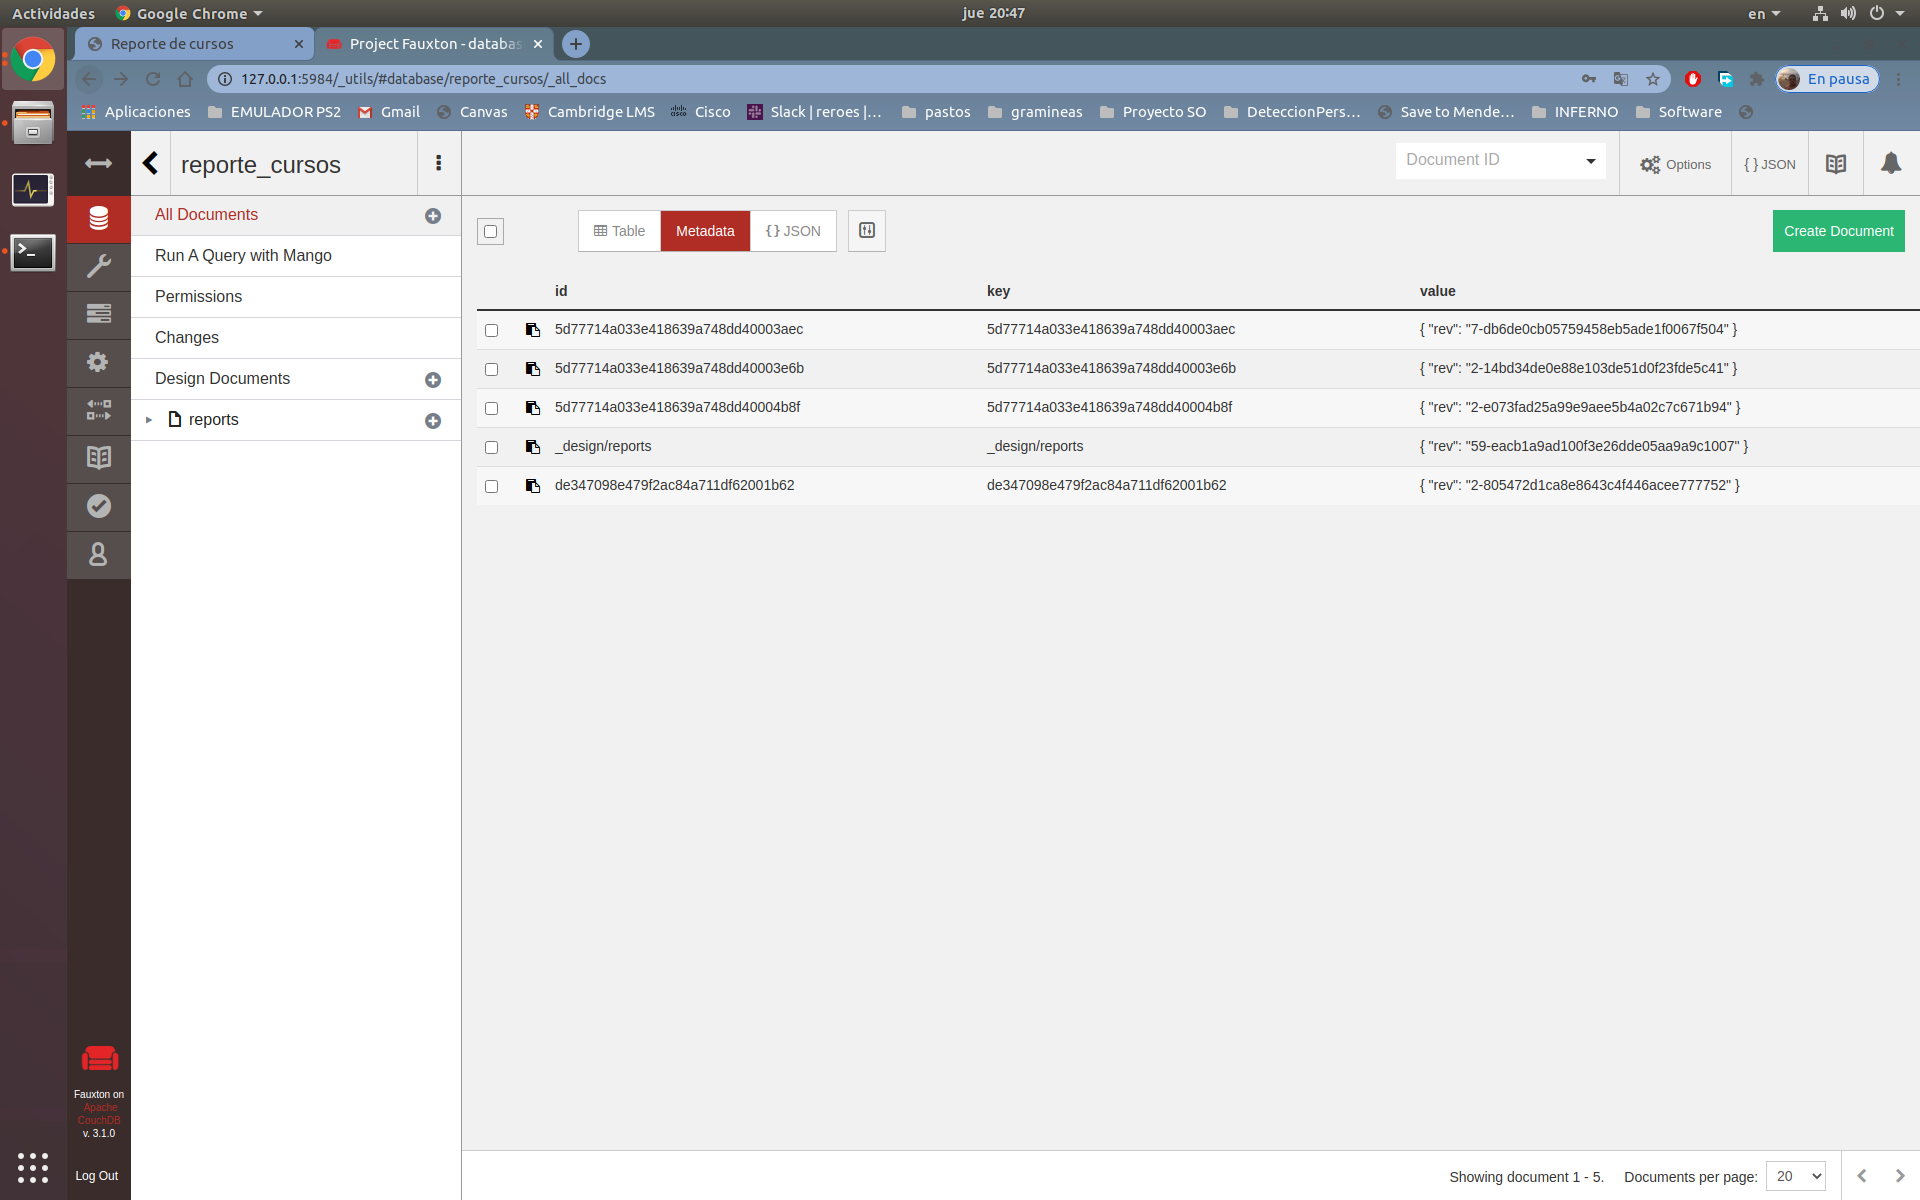 Actividades
Google Chrome
jue 20:47
en
Reporte de cursos
Project Fauxton - databas
127.0.0.1:5984/_utils/#database/reporte_cursos/_all_docs
En pausa
Aplicaciones
EMULADOR PS2
Gmail
Canvas
Cambridge LMS
Cisco
Slack | reroes |...
pastos
gramineas
Proyecto SO
DeteccionPers...
Save to Mende...
INFERNO
Software
reporte_cursos
Document ID
Options
{ } JSON
All Documents
Run A Query with Mango
Permissions
Changes
Design Documents
reports
Table
Metadata
{ } JSON
Create Document
id key value
5d77714a033e418639a748dd40003aec 5d77714a033e418639a748dd40003aec { "rev": "7-db6de0cb05759458eb5ade1f0067f504" }
5d77714a033e418639a748dd40003e6b 5d77714a033e418639a748dd40003e6b { "rev": "2-14bd34de0e88e103de51d0f23fde5c41" }
5d77714a033e418639a748dd40004b8f 5d77714a033e418639a748dd40004b8f { "rev": "2-e073fad25a99e9aee5b4a02c7c671b94" }
_design/reports _design/reports { "rev": "59-eacb1a9ad100f3e26dde05aa9a9c1007" }
de347098e479f2ac84a711df62001b62 de347098e479f2ac84a711df62001b62 { "rev": "2-805472d1ca8e8643c4f446acee777752" }
Fauxton on
Apache
CouchDB
v. 3.1.0
Log Out
Showing document 1 - 5.
Documents per page:
20